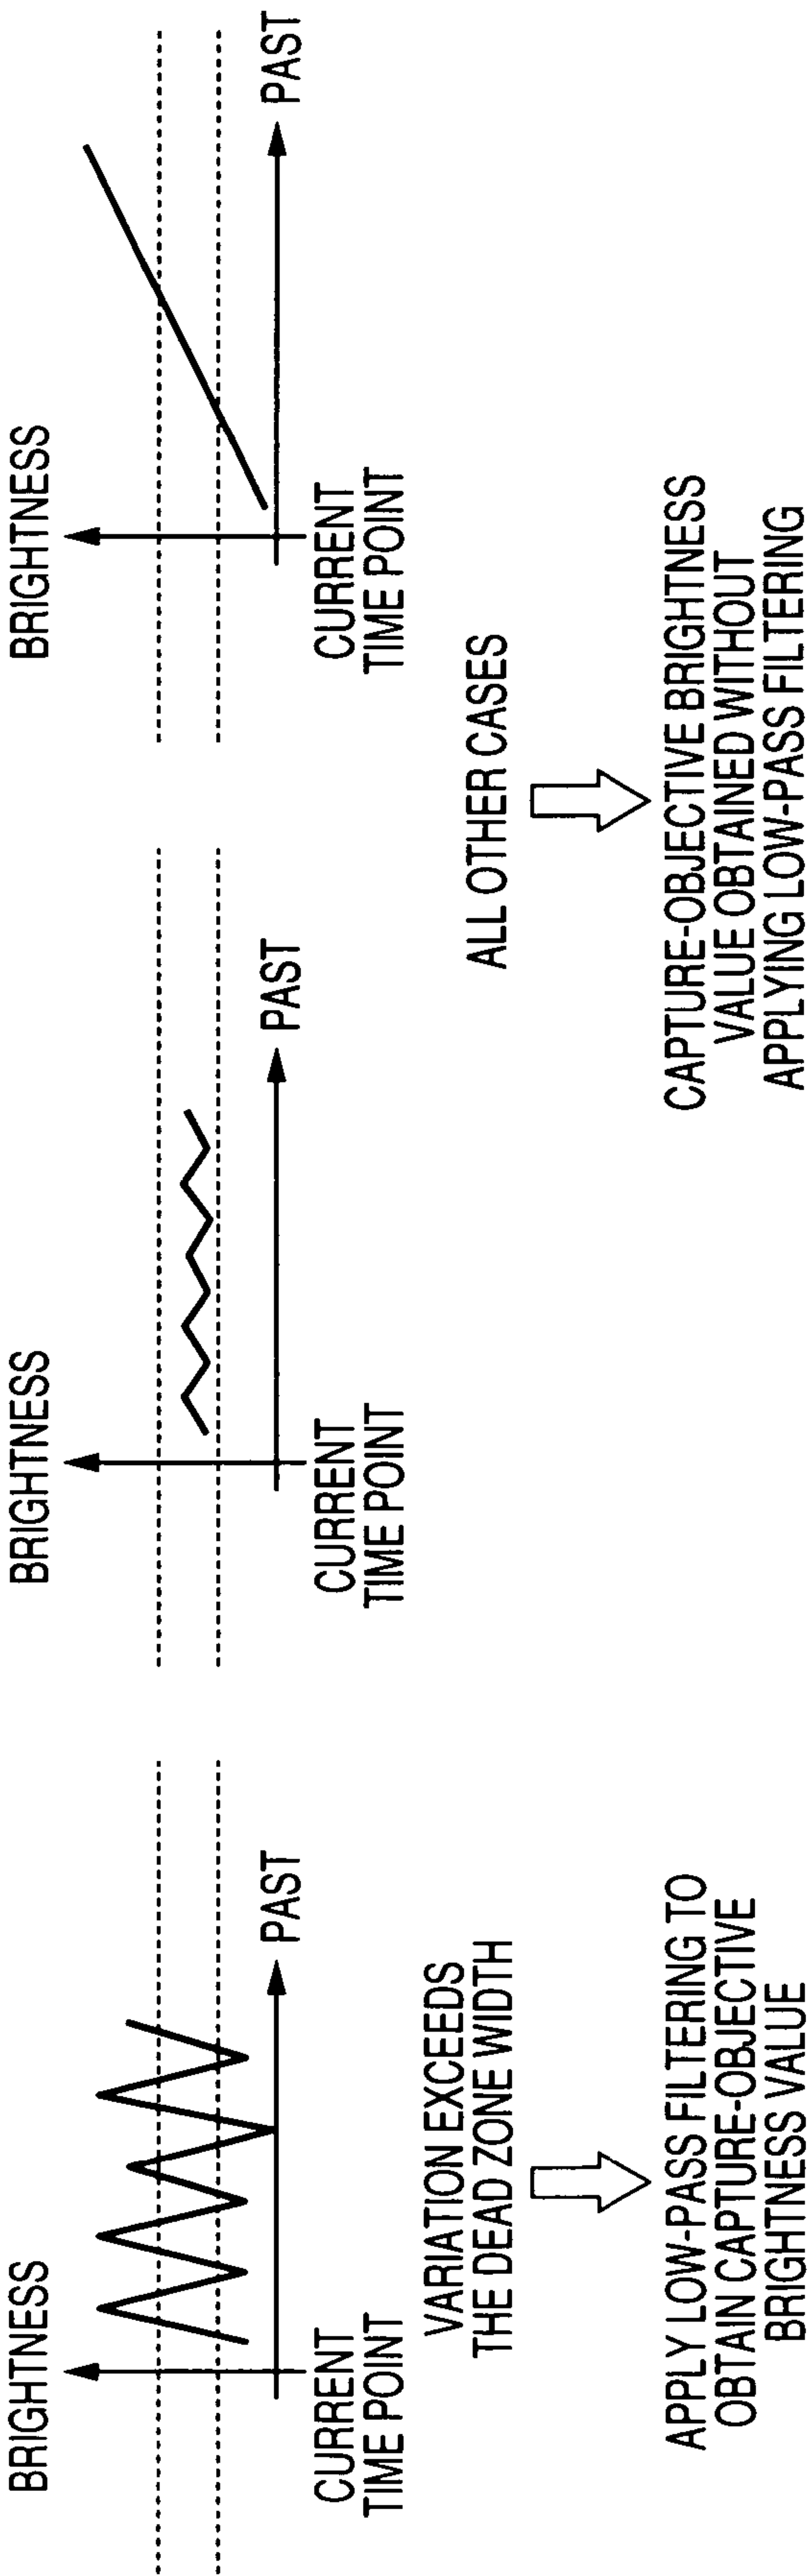 BRIGHTNESS
PAST
CURRENT
TIME POINT
VARIATION EXCEEDS
THE DEAD ZONE WIDTH
APPLY LOW-PASS FILTERING TO
OBTAIN CAPTURE-OBJECTIVE
BRIGHTNESS VALUE
BRIGHTNESS
PAST
CURRENT
TIME POINT
BRIGHTNESS
PAST
CURRENT
TIME POINT
ALL OTHER CASES
CAPTURE-OBJECTIVE BRIGHTNESS
VALUE OBTAINED WITHOUT
APPLYING LOW-PASS FILTERING